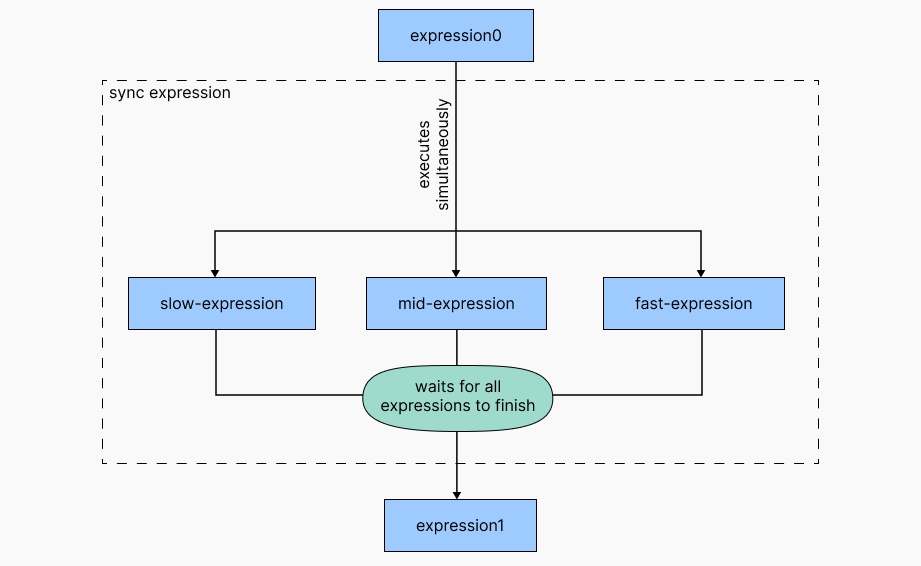 expression0
sync expression
executes
simultaneously
slow-expression
mid-expression
fast-expression
waits for all
expressions to finish
expression1